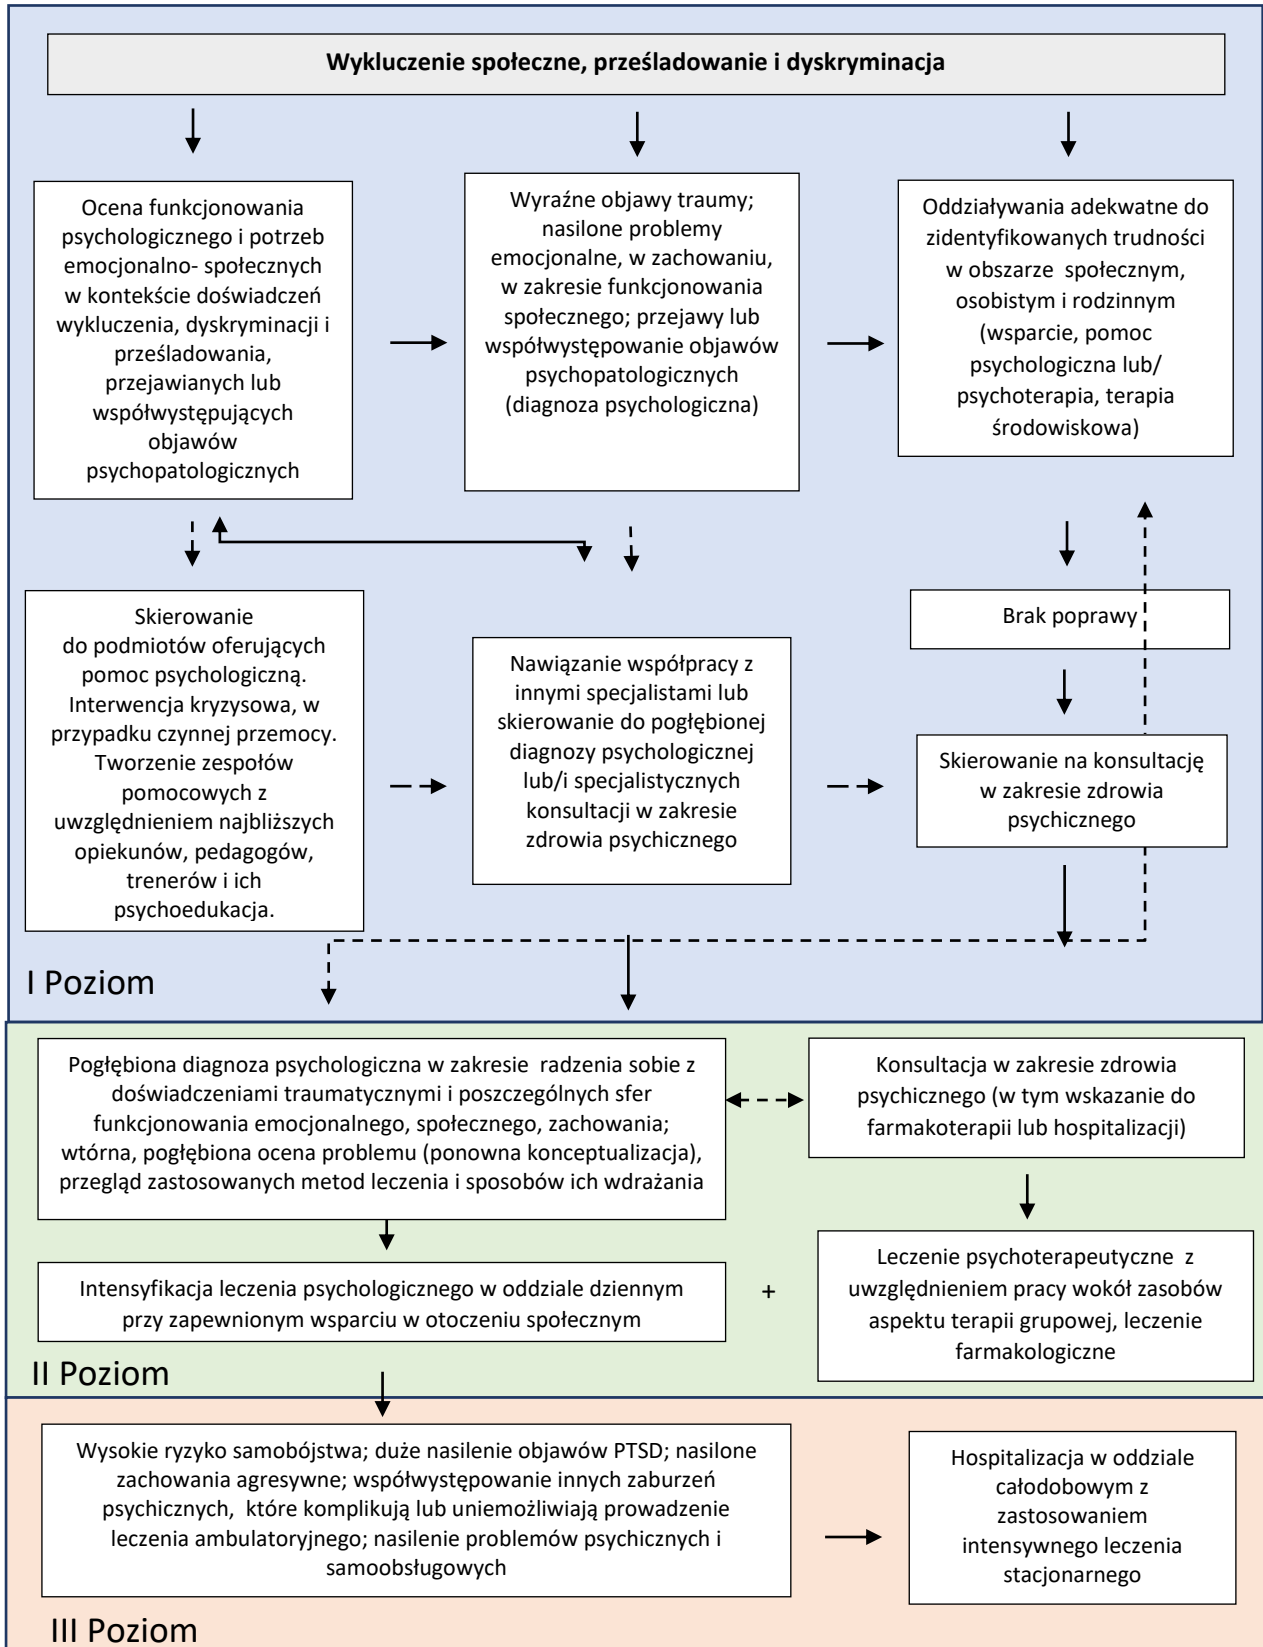 Wykluczenie społeczne, prześladowanie i dyskryminacja
Ocena funkcjonowania
psychologicznego i potrzeb
emocjonalno- społecznych
w kontekście doświadczeń
wykluczenia, dyskryminacji i
prześladowania,
przejawianych lub
współwystępujących
objawów
psychopatologicznych
Wyraźne objawy traumy;
nasilone problemy
emocjonalne, w zachowaniu,
w zakresie funkcjonowania
społecznego; przejawy lub
współwystępowanie objawów
psychopatologicznych
(diagnoza psychologiczna)
Oddziaływania adekwatne do
zidentyfikowanych trudności
w obszarze  społecznym,
osobistym i rodzinnym
(wsparcie, pomoc
psychologiczna lub/
psychoterapia, terapia
środowiskowa)
Skierowanie
do podmiotów oferujących
pomoc psychologiczną.
Interwencja kryzysowa, w
przypadku czynnej przemocy.
Tworzenie zespołów
pomocowych z
uwzględnieniem najbliższych
opiekunów, pedagogów,
trenerów i ich
psychoedukacja.
Nawiązanie współpracy z
innymi specjalistami lub
skierowanie do pogłębionej
diagnozy psychologicznej
lub/i specjalistycznych
konsultacji w zakresie
zdrowia psychicznego
Brak poprawy
Skierowanie na konsultację
w zakresie zdrowia
psychicznego
I Poziom
Pogłębiona diagnoza psychologiczna w zakresie  radzenia sobie z
doświadczeniami traumatycznymi i poszczególnych sfer
funkcjonowania emocjonalnego, społecznego, zachowania;
wtórna, pogłębiona ocena problemu (ponowna konceptualizacja),
przegląd zastosowanych metod leczenia i sposobów ich wdrażania
Konsultacja w zakresie zdrowia
psychicznego (w tym wskazanie do
farmakoterapii lub hospitalizacji)
Intensyfikacja leczenia psychologicznego w oddziale dziennym
przy zapewnionym wsparciu w otoczeniu społecznym
+
Leczenie psychoterapeutyczne  z
uwzględnieniem pracy wokół zasobów
aspektu terapii grupowej, leczenie
farmakologiczne
II Poziom
Wysokie ryzyko samobójstwa; duże nasilenie objawów PTSD; nasilone
zachowania agresywne; współwystępowanie innych zaburzeń
psychicznych,  które komplikują lub uniemożliwiają prowadzenie
leczenia ambulatoryjnego; nasilenie problemów psychicznych i
samoobsługowych
Hospitalizacja w oddziale
całodobowym z
zastosowaniem
intensywnego leczenia
stacjonarnego
III Poziom